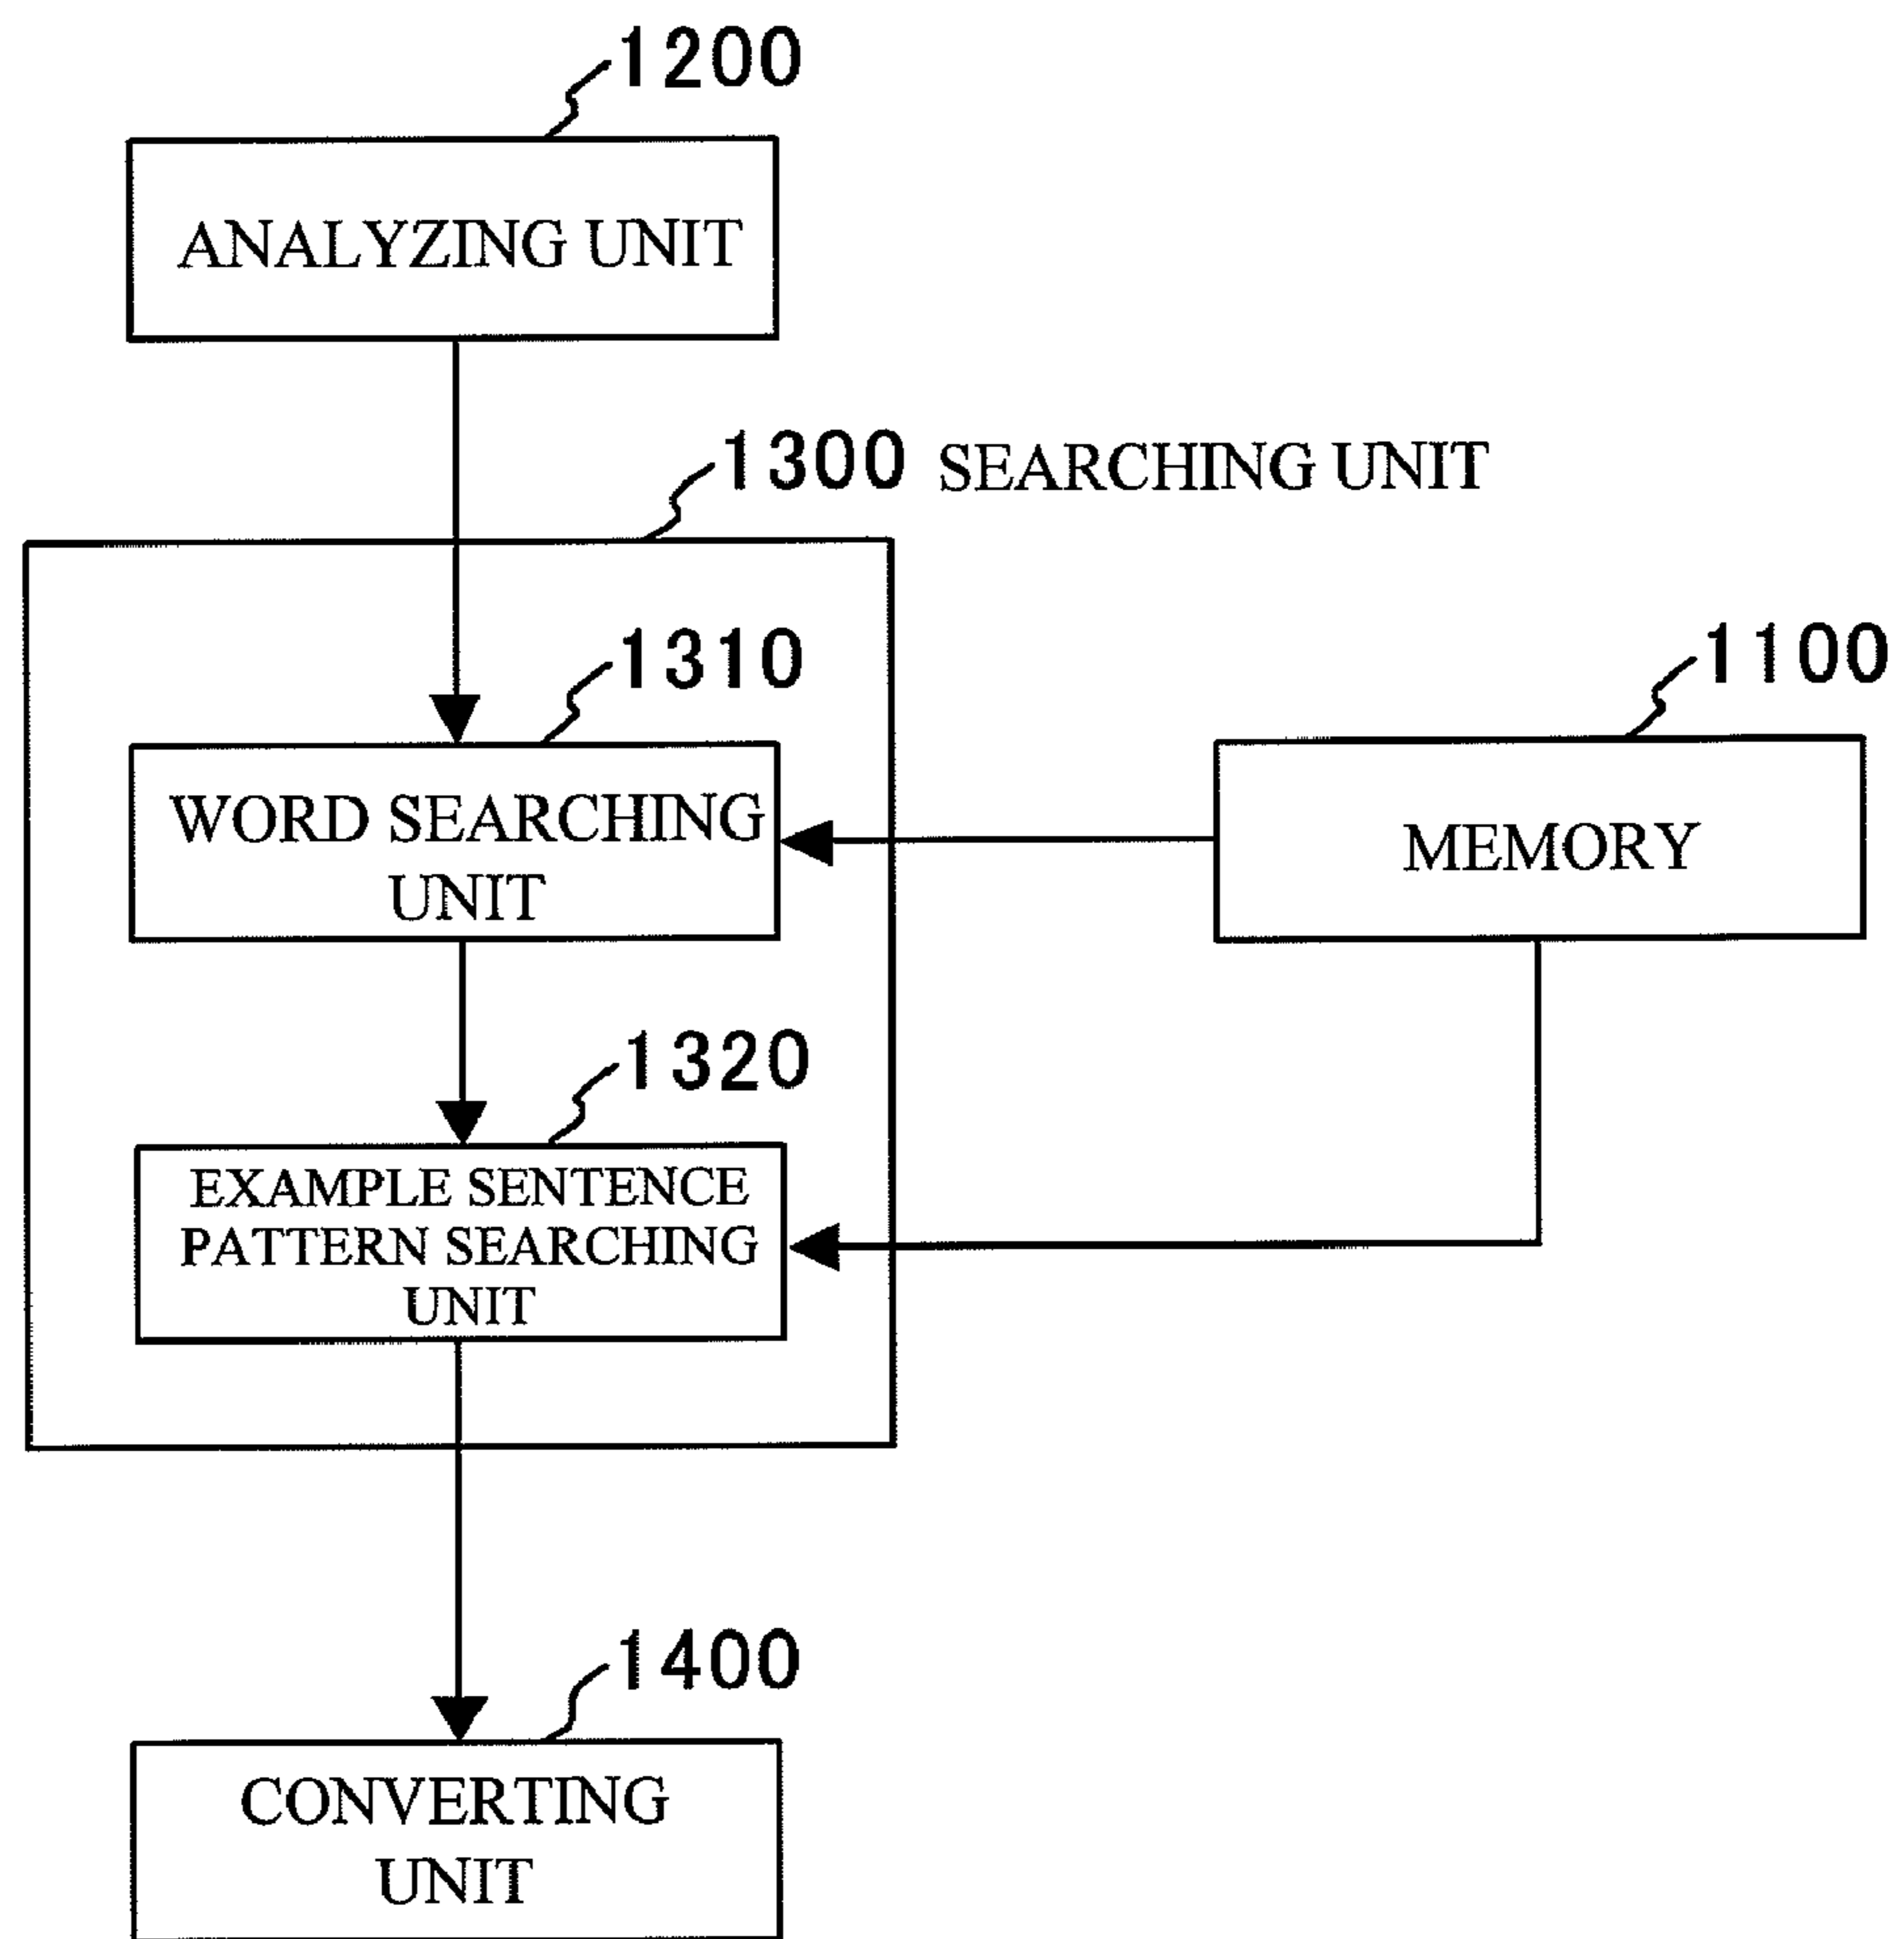 1200
ANALYZING UNIT
1300 SEARCHING UNIT
1310
WORD SEARCHING
UNIT
1100
MEMORY
1320
EXAMPLE SENTENCE
PATTERN SEARCHING
UNIT
1400
CONVERTING
UNIT